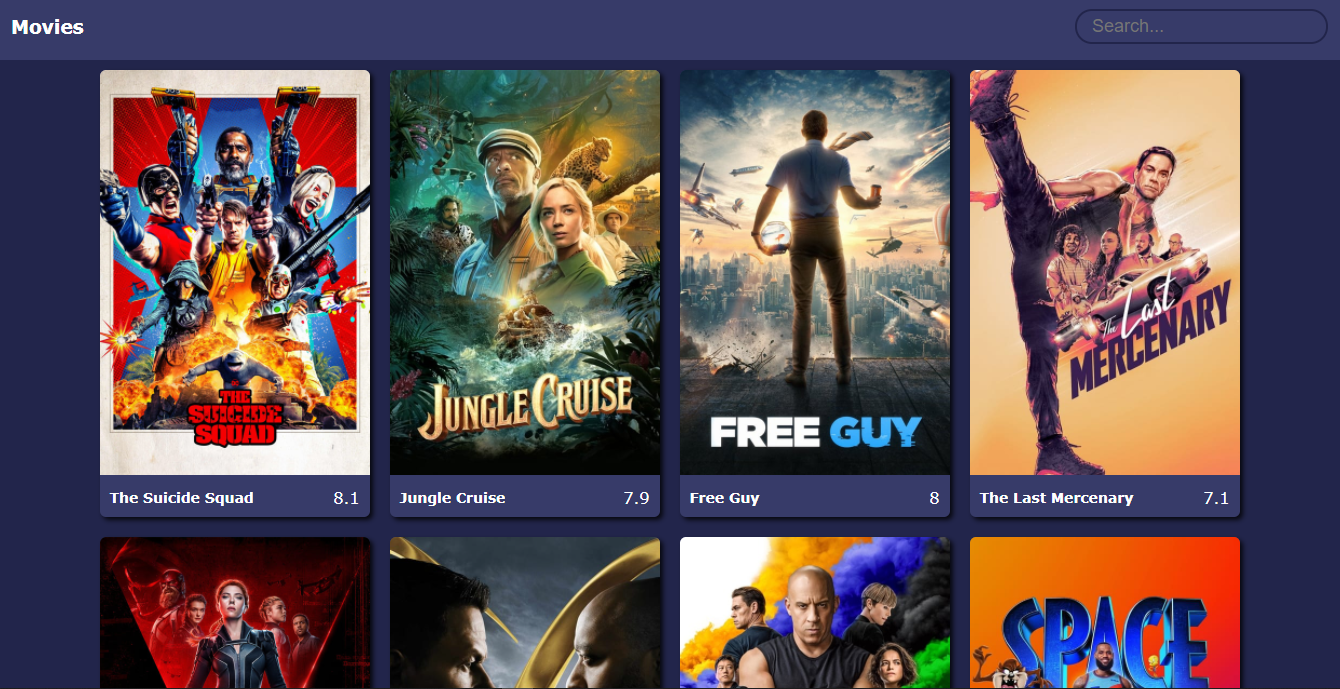 Movies
Search...
THE
SUICIDE
SQUAD
JUNGLE CRUISE
FREE GUY
The Last
MERCENARY
The Suicide Squad 8.1
Jungle Cruise 7.9
Free Guy 8
The Last Mercenary 7.1
SPACE